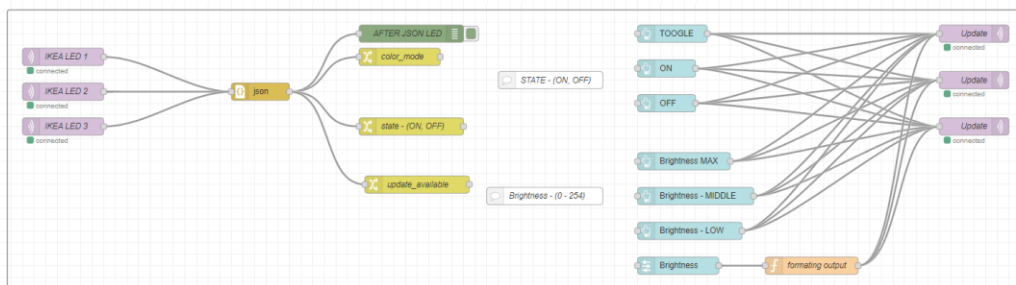 IKEA LED 1
connected
IKEA LED 2
connected
IKEA LED 3
connected
json
AFTER JSON LED
color_mode
state - (ON, OFF)
update_available
STATE - (ON, OFF)
Brightness - (0 - 254)
TOOGLE
ON
OFF
Brightness MAX
Brightness - MIDDLE
Brightness - LOW
Brightness
formating output
Update
connected
Update
connected
Update
connected